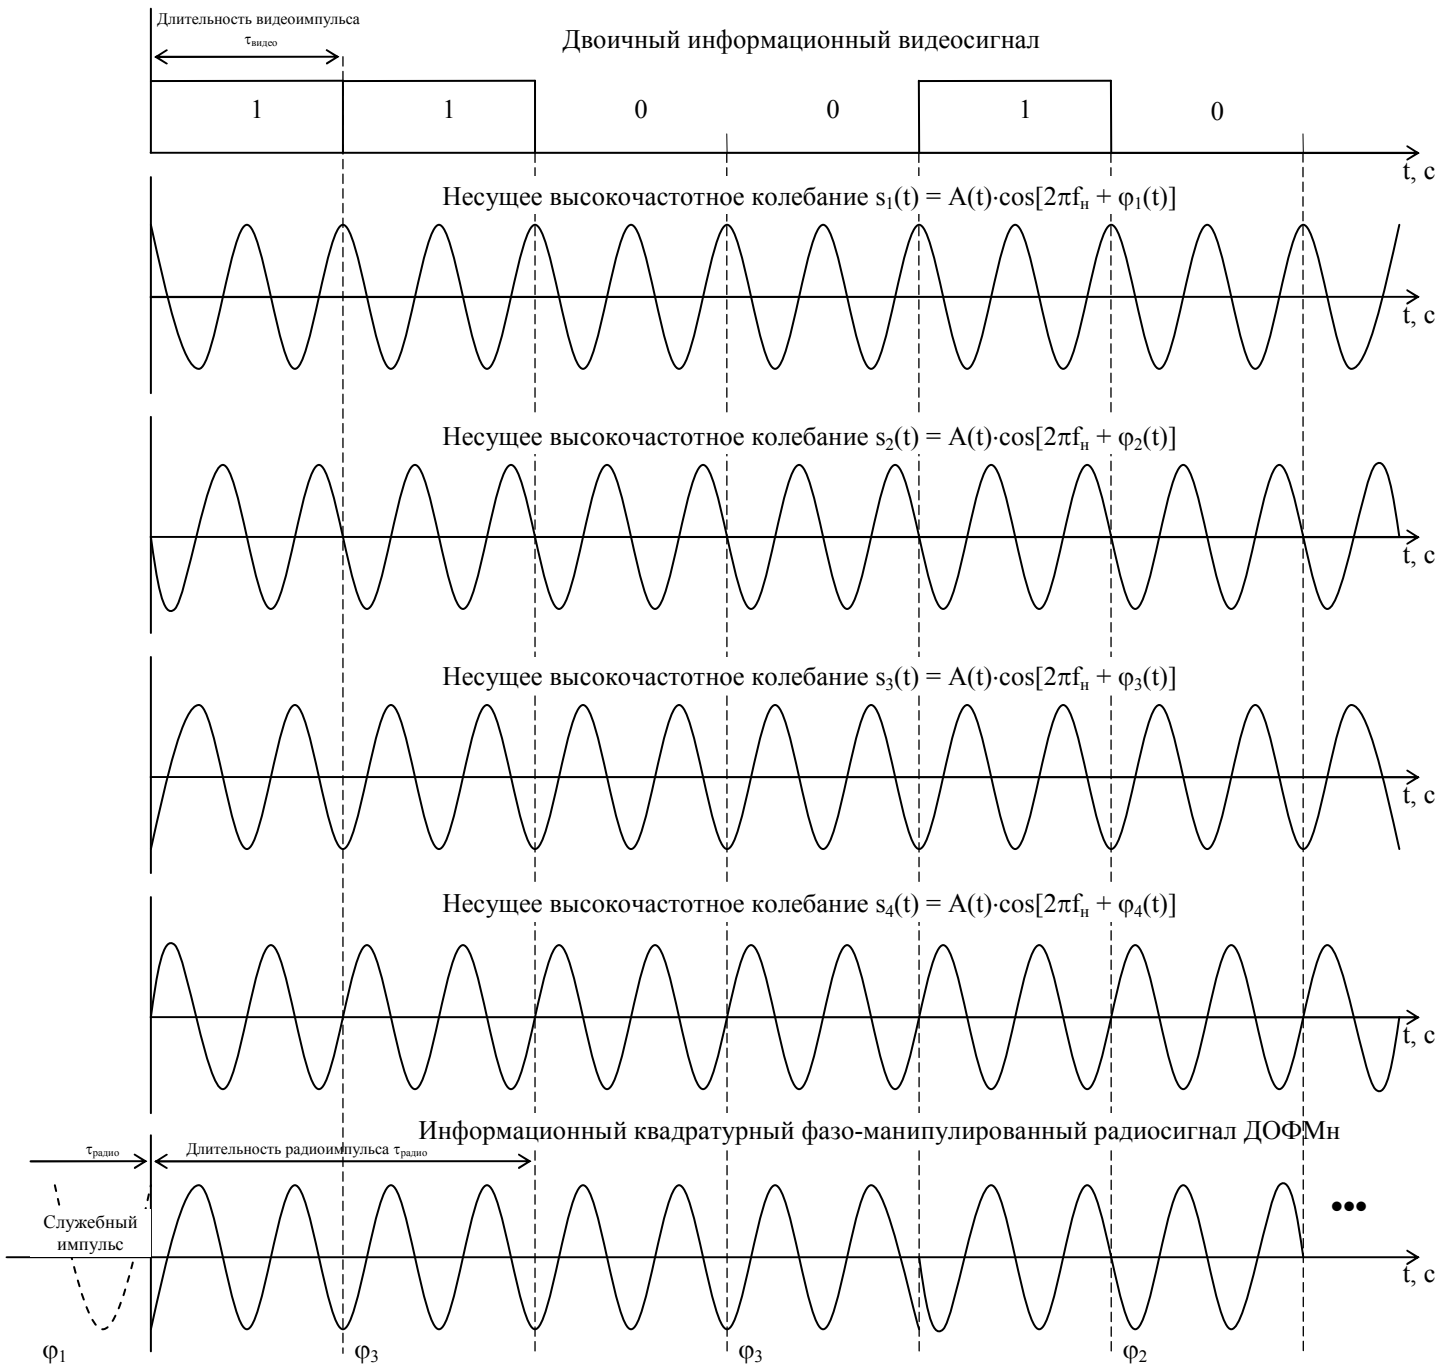 Длительность видеоимпульса
τвидео
Двоичный информационный видеосигнал
1 1 0 0 1 0
t, с
Несущее высокочастотное колебание s₁(t) = A(t)·cos[2πfн + φ₁(t)]
t, с
Несущее высокочастотное колебание s₂(t) = A(t)·cos[2πfн + φ₂(t)]
t, с
Несущее высокочастотное колебание s₃(t) = A(t)·cos[2πfн + φ₃(t)]
t, с
Несущее высокочастотное колебание s₄(t) = A(t)·cos[2πfн + φ₄(t)]
t, с
Информационный квадратурный фазо-манипулированный радиосигнал ДОФМн
τрадио
Длительность радиоимпульса τрадио
Служебный
импульс
•••
t, с
φ₁ φ₃ φ₃ φ₂